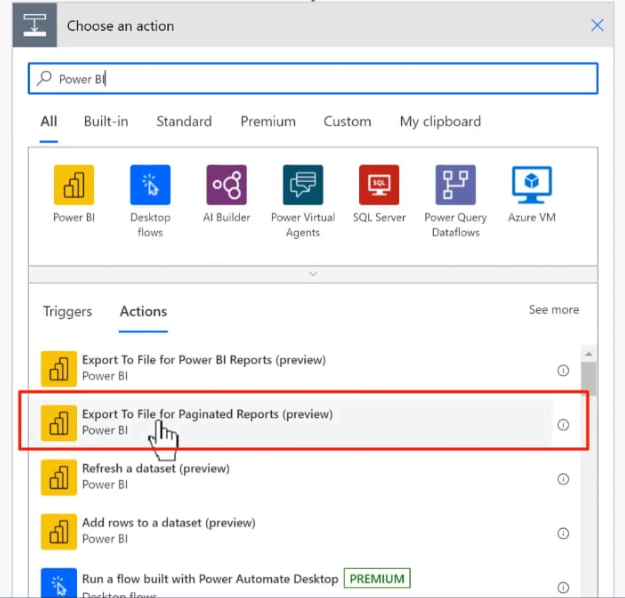 Choose an action
Power BI
All Built-in Standard Premium Custom My clipboard
Power BI
Desktop
flows
AI Builder
Power Virtual
Agents
SQL
SQL Server
Power Query
Dataflows
Azure VM
Triggers Actions See more
Export To File for Power BI Reports (preview)
Power BI
Export To File for Paginated Reports (preview)
Power BI
Refresh a dataset (preview)
Power BI
Add rows to a dataset (preview)
Power BI
Run a flow built with Power Automate Desktop PREMIUM
Desktop flows